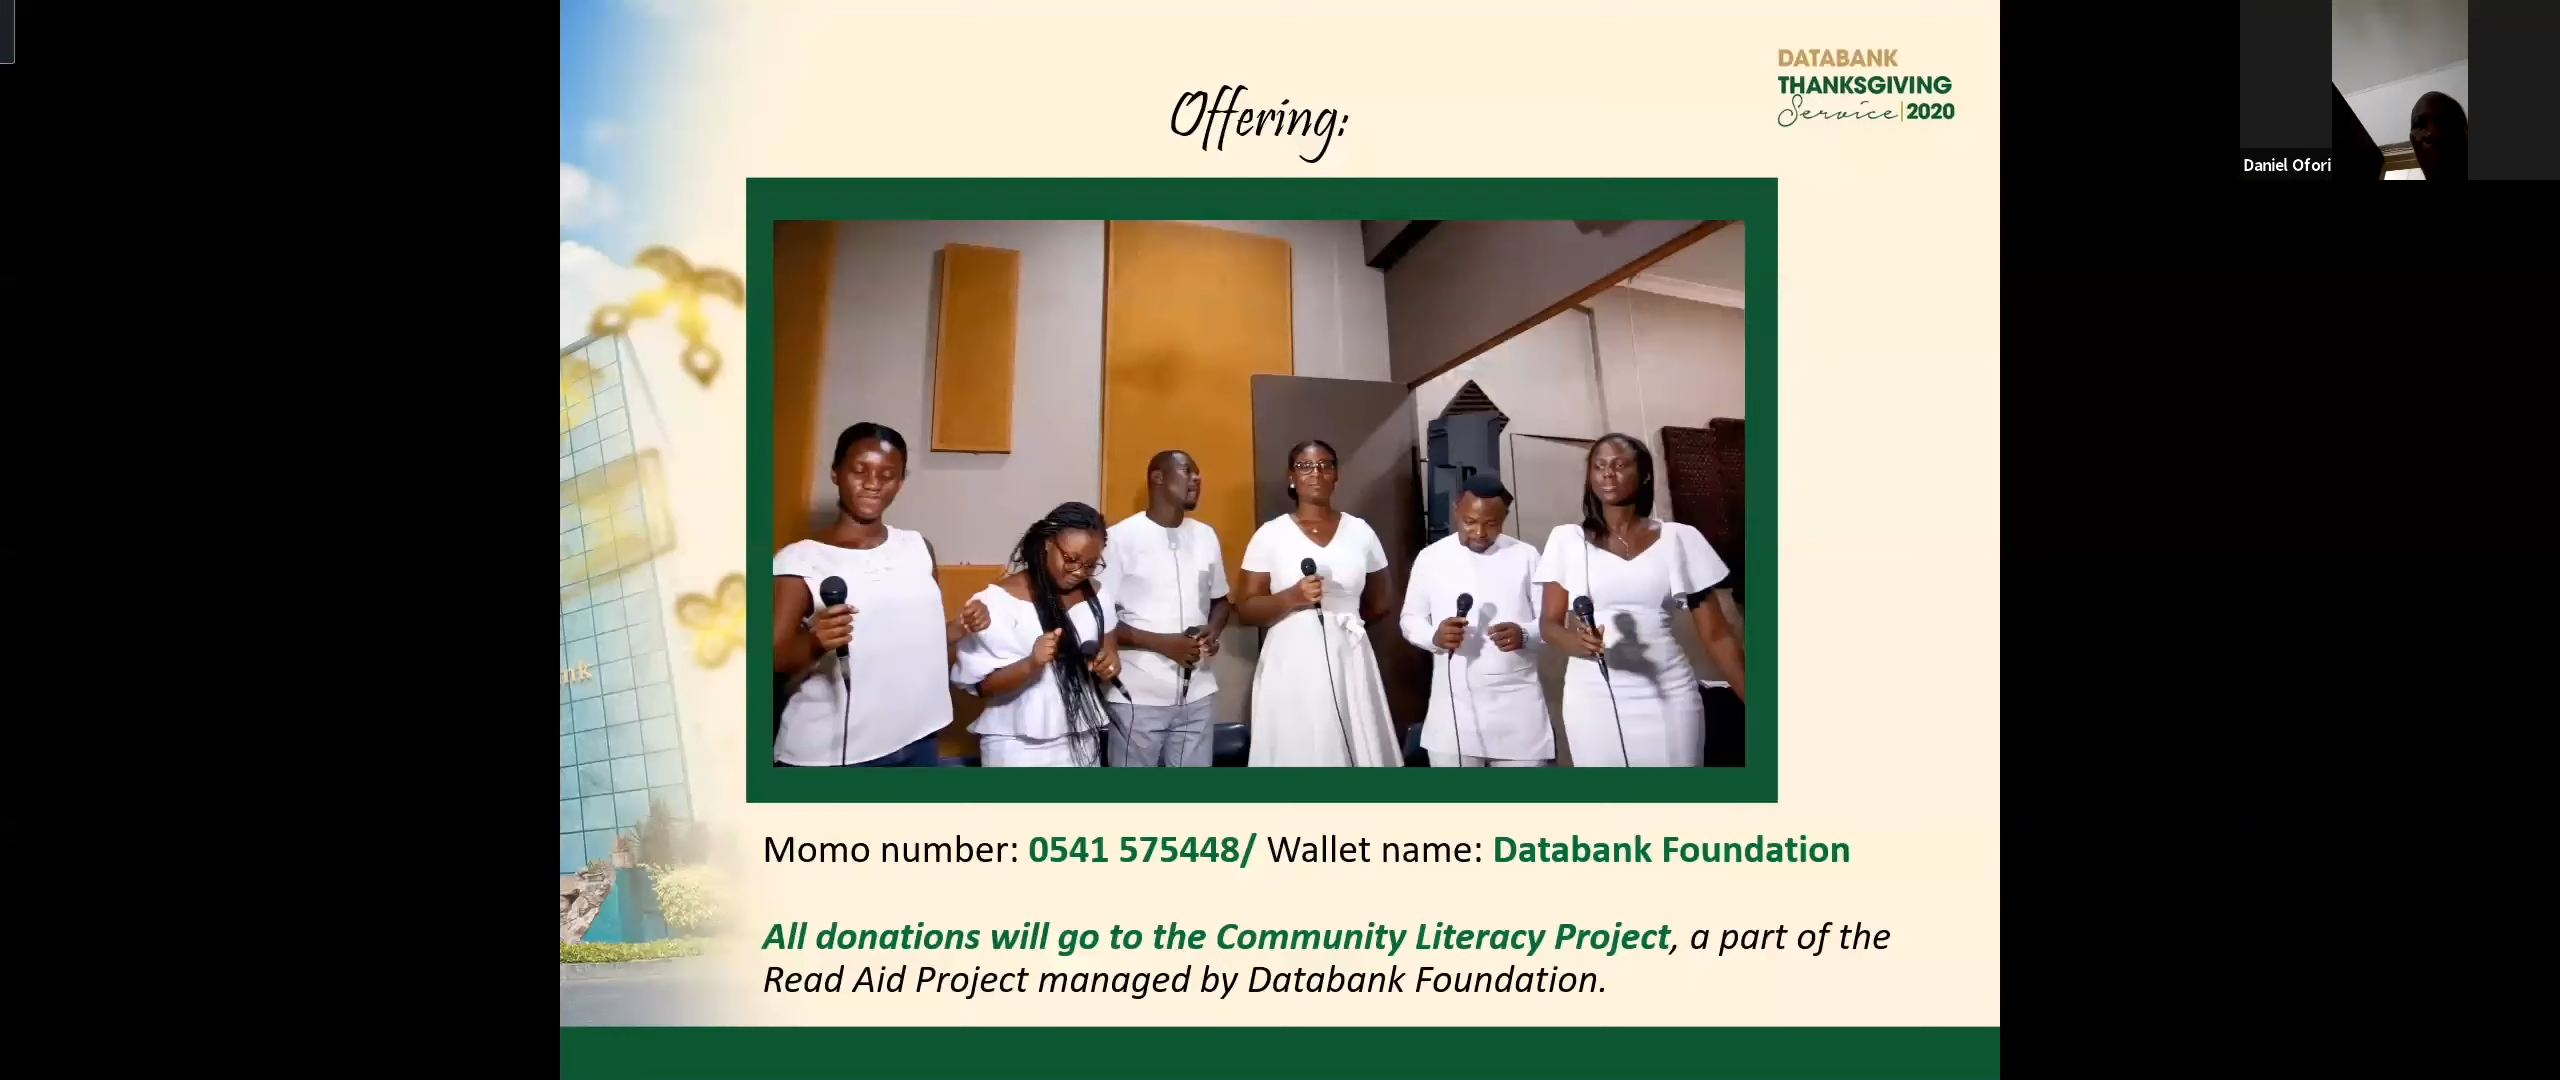 DATABANK
THANKSGIVING
Service|2020
Offering:
Daniel Ofori
nk
Momo number: 0541 575448/ Wallet name: Databank Foundation
All donations will go to the Community Literacy Project, a part of the
Read Aid Project managed by Databank Foundation.